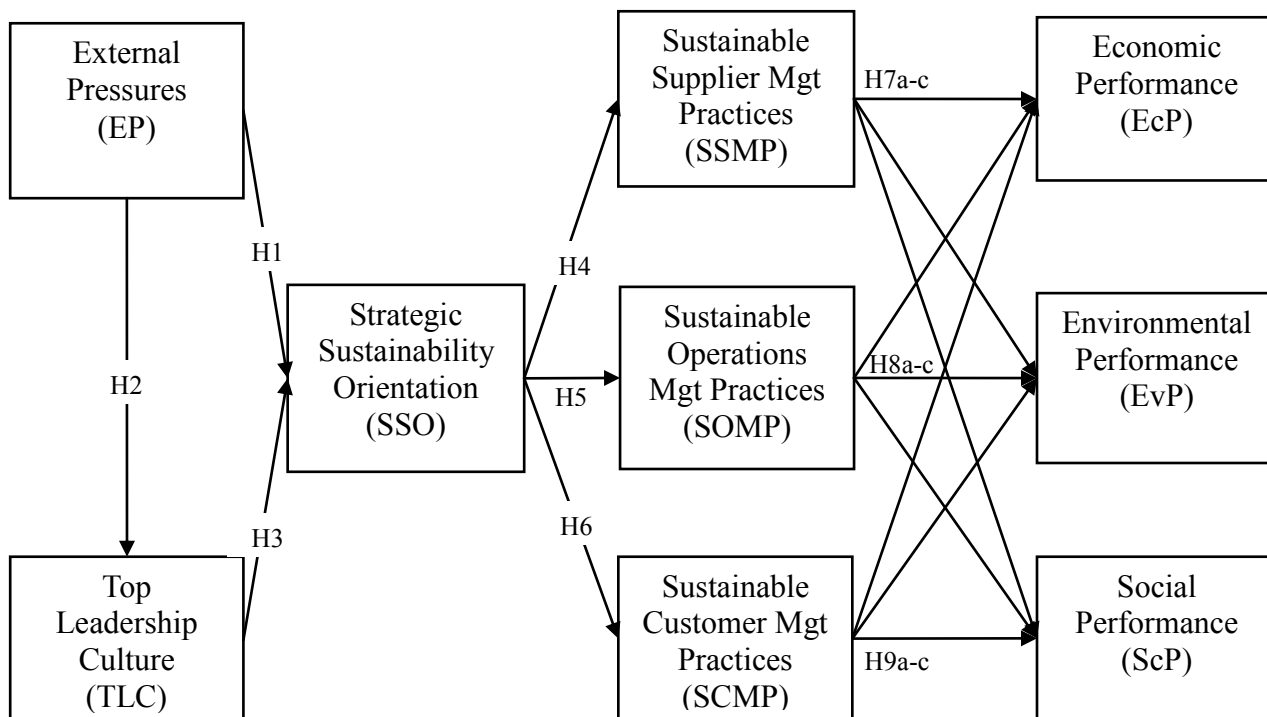 External
Pressures
(EP)
H1
H2
H3
Top
Leadership
Culture
(TLC)
Strategic
Sustainability
Orientation
(SSO)
H4
H5
H6
Sustainable
Supplier Mgt
Practices
(SSMP)
Sustainable
Operations
Mgt Practices
(SOMP)
Sustainable
Customer Mgt
Practices
(SCMP)
H7a-c
H8a-c
H9a-c
Economic
Performance
(EcP)
Environmental
Performance
(EvP)
Social
Performance
(ScP)